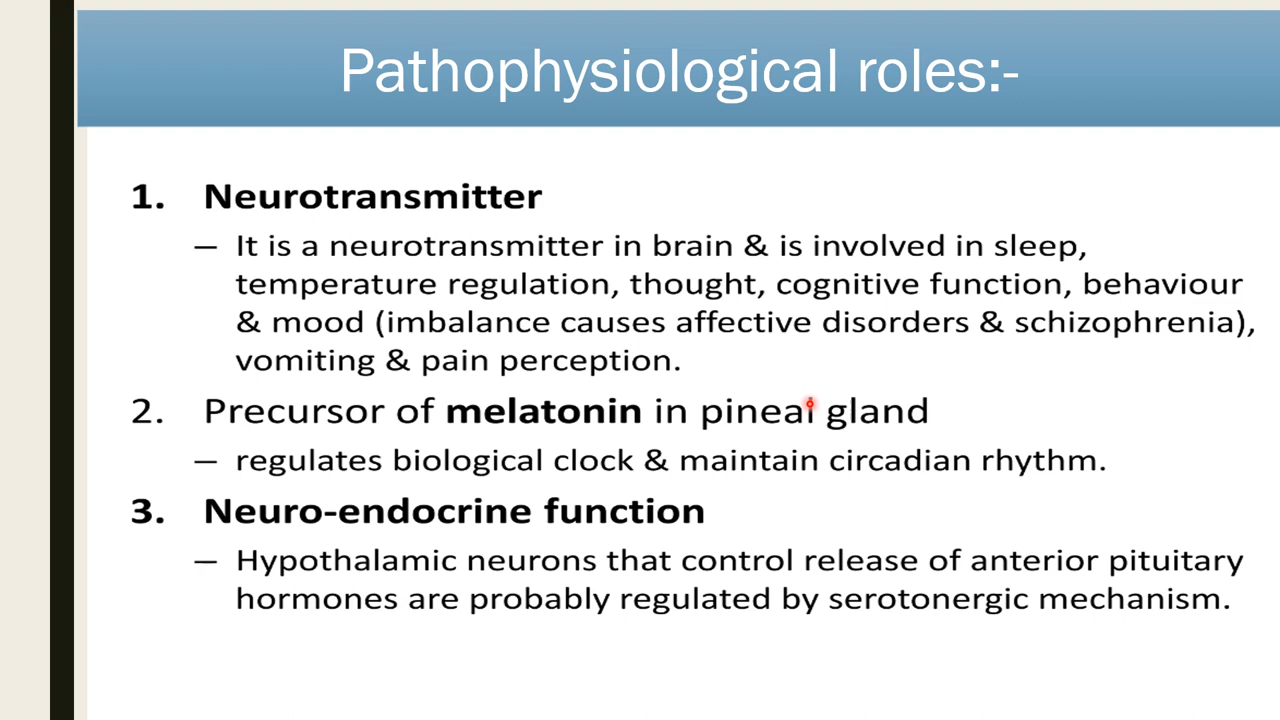 Pathophysiological roles:-
1. Neurotransmitter
– It is a neurotransmitter in brain & is involved in sleep,
temperature regulation, thought, cognitive function, behaviour
& mood (imbalance causes affective disorders & schizophrenia),
vomiting & pain perception.
2. Precursor of melatonin in pineal gland
– regulates biological clock & maintain circadian rhythm.
3. Neuro-endocrine function
– Hypothalamic neurons that control release of anterior pituitary
hormones are probably regulated by serotonergic mechanism.